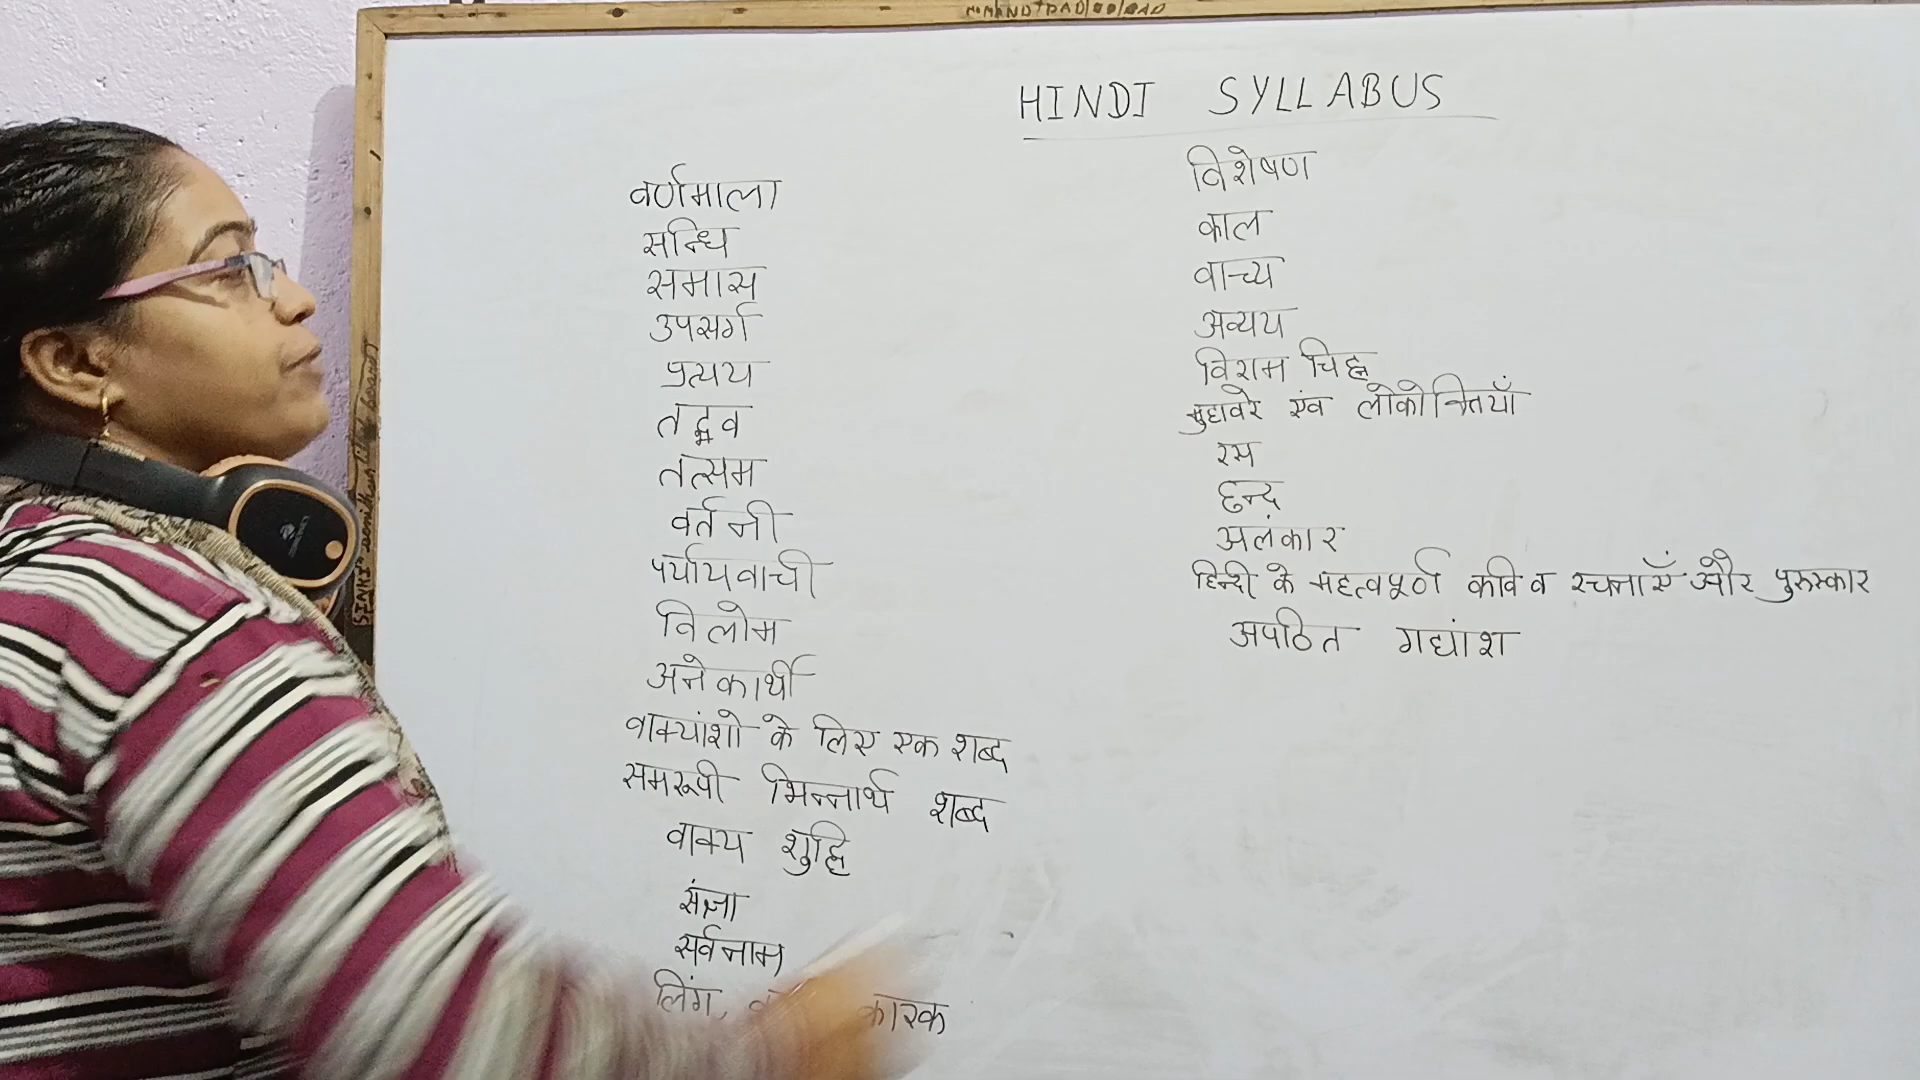 HINDI SYLLABUS
वर्णमाला
सन्धि
समास
उपसर्ग
प्रत्यय
तद्भव
तत्सम
वर्तनी
पर्यायवाची
विलोम
अनेकार्थी
वाक्यांशो के लिए एक शब्द
समरूपी भिन्नार्थ शब्द
वाक्य शुद्धि
संज्ञा
सर्वनाम
लिंग, कारक
विशेषण
काल
वाच्य
अव्यय
विराम चिह्न
मुहावरे एंव लोकोक्तियाँ
रस
छन्द
अलंकार
हिन्दी के महत्वपूर्ण कवि व रचनाएँ और पुरुस्कार
अपठित गद्यांश